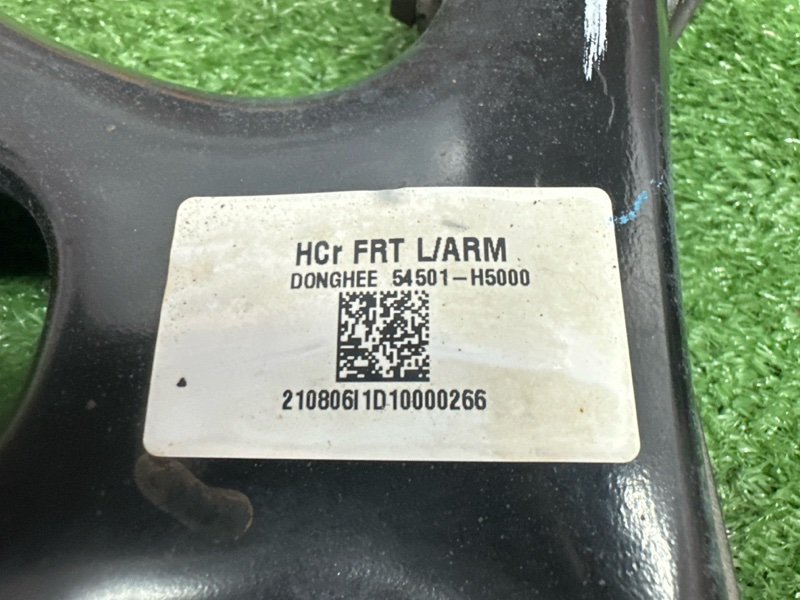 HCr FRT L/ARM
DONGHEE 54501-H5000
210806I1D10000266